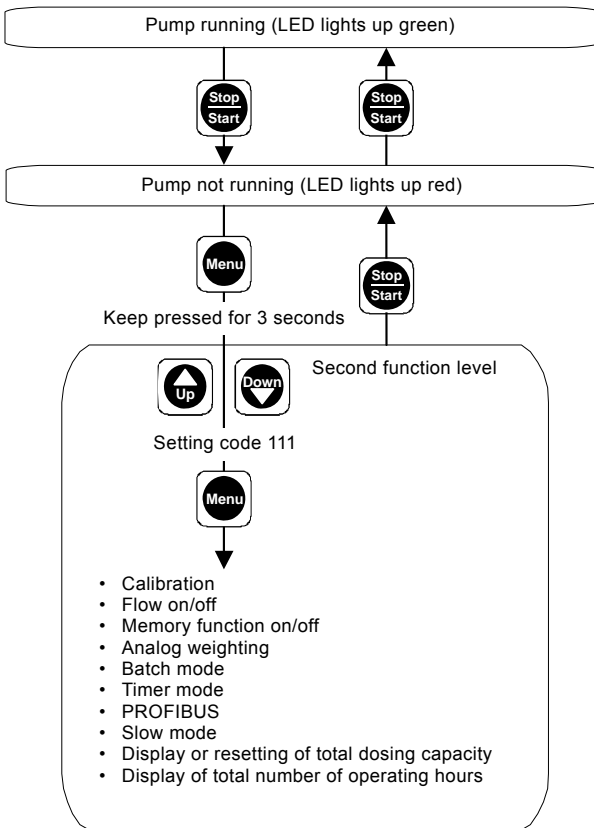 Pump running (LED lights up green)
Stop
Start
Stop
Start
Pump not running (LED lights up red)
Menu
Stop
Start
Keep pressed for 3 seconds
Second function level
Up
Down
Setting code 111
Menu
• Calibration
• Flow on/off
• Memory function on/off
• Analog weighting
• Batch mode
• Timer mode
• PROFIBUS
• Slow mode
• Display or resetting of total dosing capacity
• Display of total number of operating hours